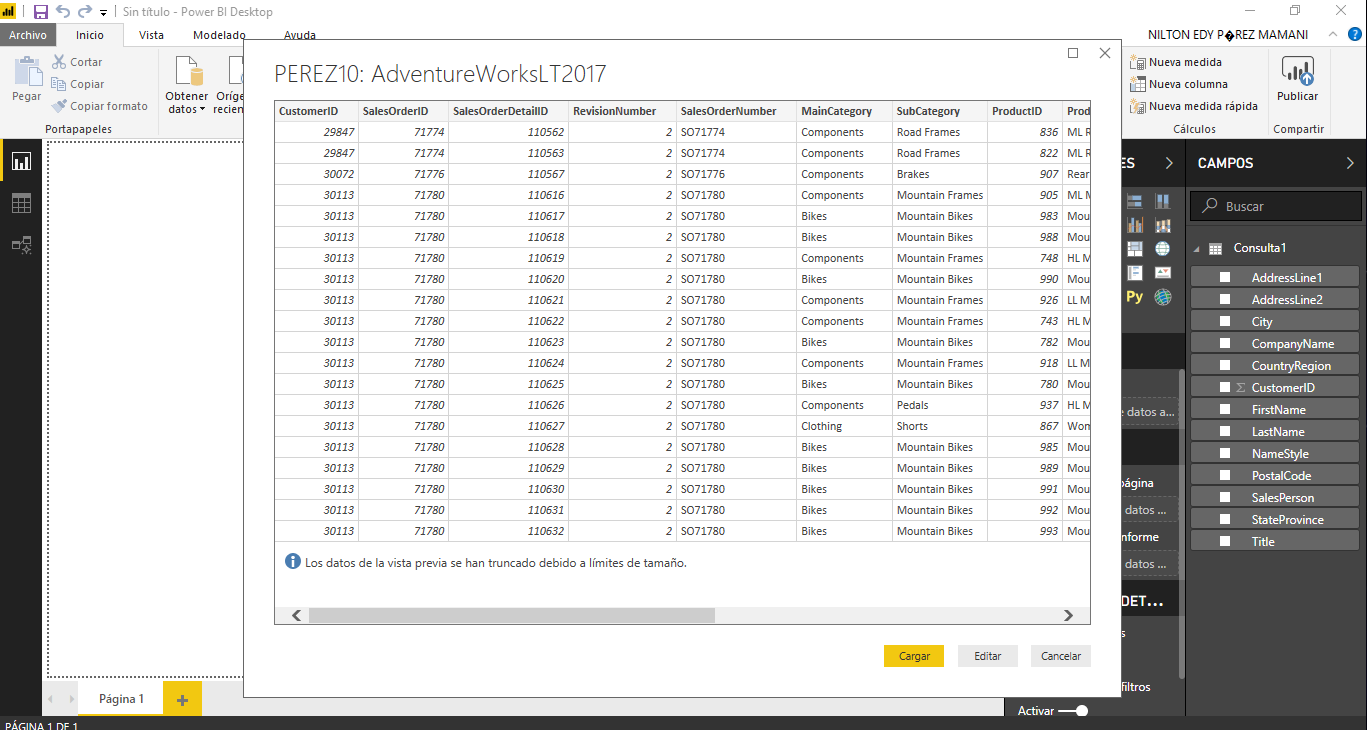 Sin título - Power BI Desktop
Archivo Inicio Vista Modelado Ayuda NILTON EDY P�REZ MAMANI
Pegar
Cortar
Copiar
Copiar formato
Portapapeles
Obtener
datos
Nueva medida
Nueva columna
Nueva medida rápida
Cálculos
Publicar
Compartir
PEREZ10: AdventureWorksLT2017
CustomerID SalesOrderID SalesOrderDetailID RevisionNumber SalesOrderNumber MainCategory SubCategory ProductID
29847 71774 110562 2 SO71774 Components Road Frames 836 ML
29847 71774 110563 2 SO71774 Components Road Frames 822 ML
30072 71776 110567 2 SO71776 Components Brakes 907 Rear
30113 71780 110616 2 SO71780 Components Mountain Frames 905 ML
30113 71780 110617 2 SO71780 Bikes Mountain Bikes 983 Mou
30113 71780 110618 2 SO71780 Bikes Mountain Bikes 988 Mou
30113 71780 110619 2 SO71780 Components Mountain Frames 748 HL
30113 71780 110620 2 SO71780 Bikes Mountain Bikes 990 Mou
30113 71780 110621 2 SO71780 Components Mountain Frames 926 LL
30113 71780 110622 2 SO71780 Components Mountain Frames 743 HL
30113 71780 110623 2 SO71780 Bikes Mountain Bikes 782 Mou
30113 71780 110624 2 SO71780 Components Mountain Frames 918 LL
30113 71780 110625 2 SO71780 Bikes Mountain Bikes 780 Mou
30113 71780 110626 2 SO71780 Components Pedals 937 HL
30113 71780 110627 2 SO71780 Clothing Shorts 867
30113 71780 110628 2 SO71780 Bikes Mountain Bikes 985 Mou
30113 71780 110629 2 SO71780 Bikes Mountain Bikes 989 Mou
30113 71780 110630 2 SO71780 Bikes Mountain Bikes 991 Mou
30113 71780 110631 2 SO71780 Bikes Mountain Bikes 992 Mou
30113 71780 110632 2 SO71780 Bikes Mountain Bikes 993 Mou
Los datos de la vista previa se han truncado debido a límites de tamaño.
Cargar Editar Cancelar
ES
Py
e datos a...
página
datos ...
nforme
datos ...
DET...
s
filtros
Activar
CAMPOS
Buscar
Consulta1
AddressLine1
AddressLine2
City
CompanyName
CountryRegion
Σ CustomerID
FirstName
LastName
NameStyle
PostalCode
SalesPerson
StateProvince
Title
Página 1 +
PÁGINA 1 DE 1